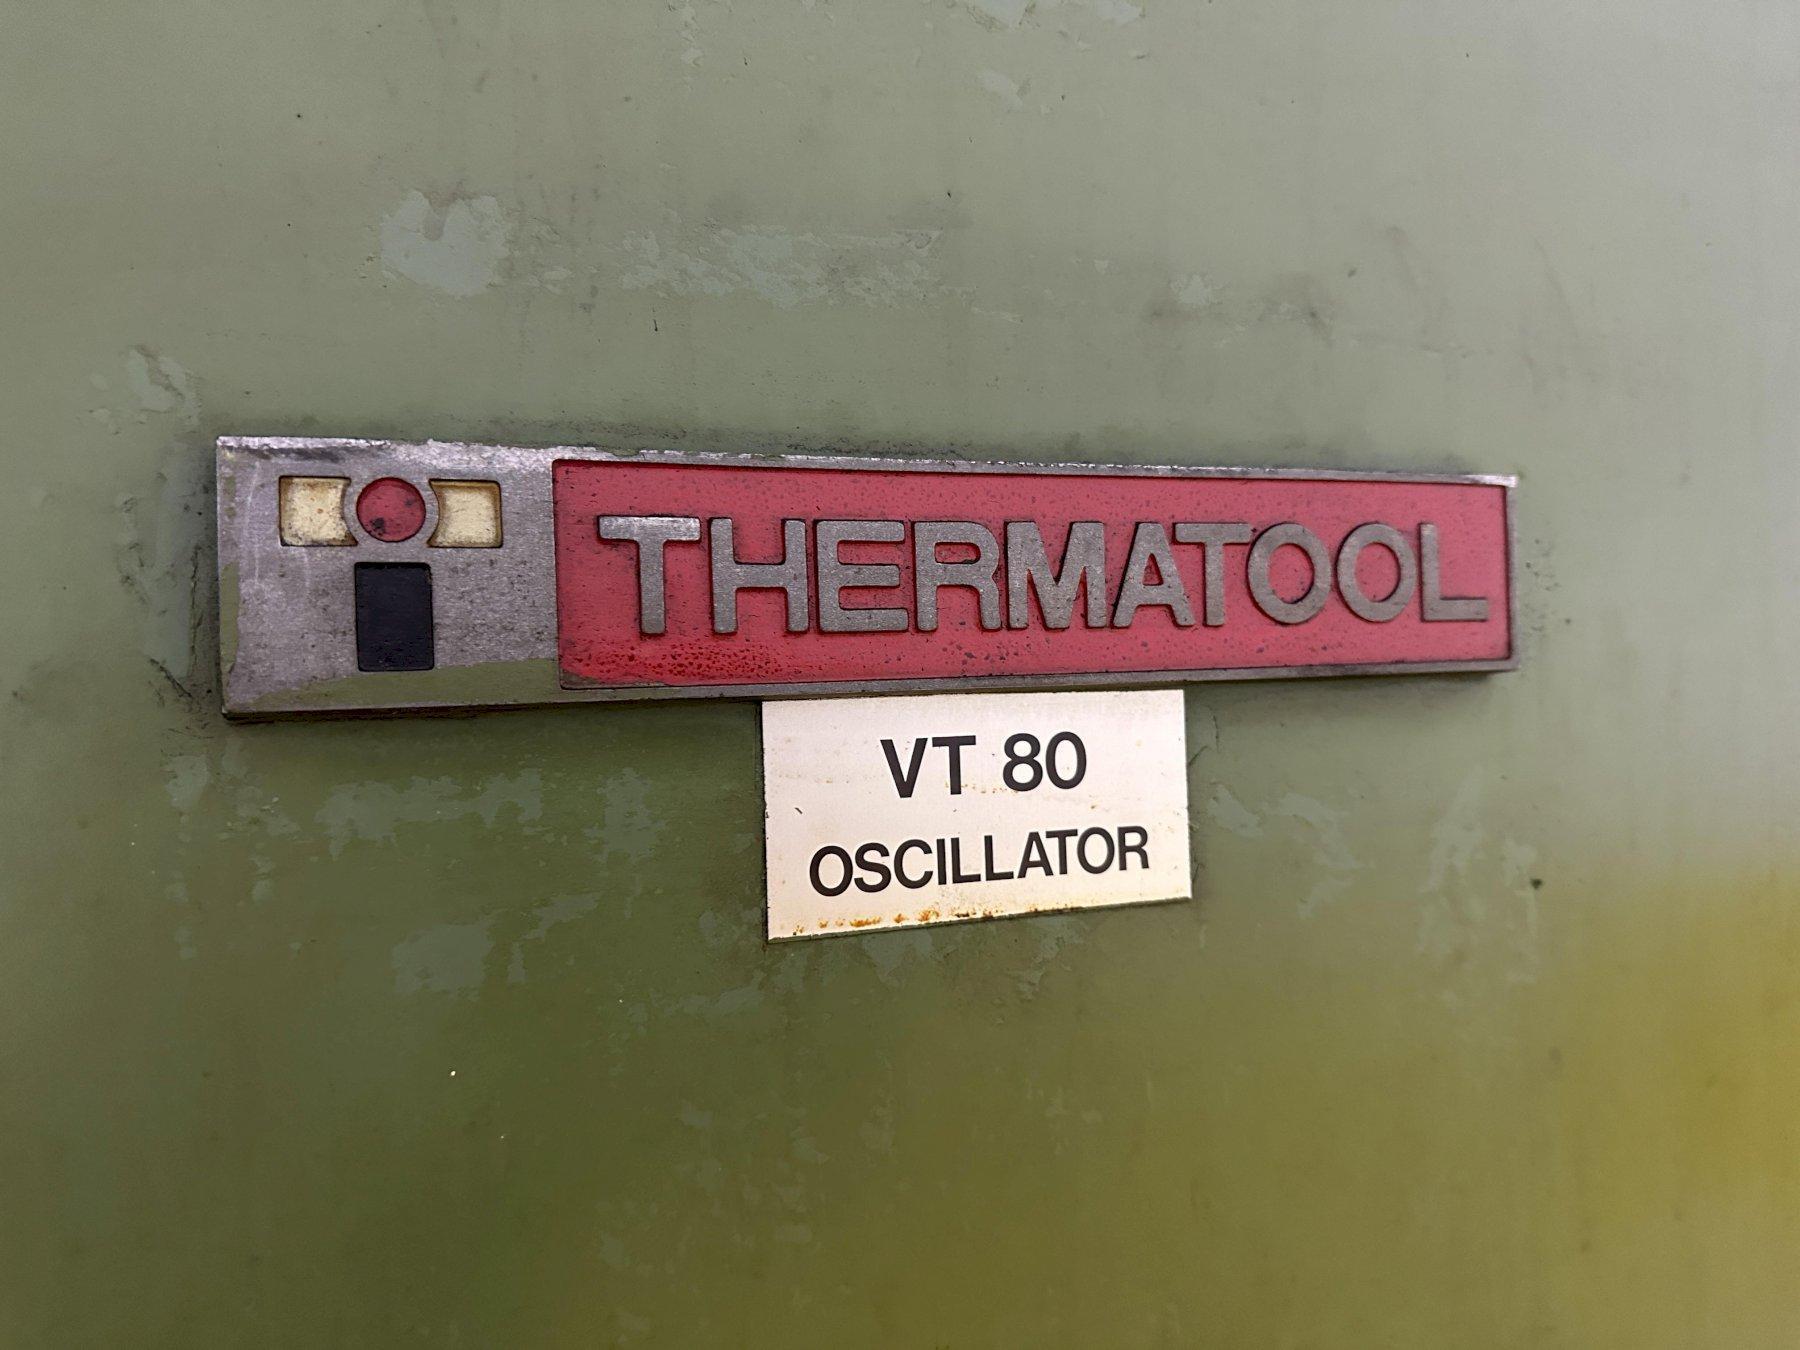 THERMATOOL
VT 80
OSCILLATOR